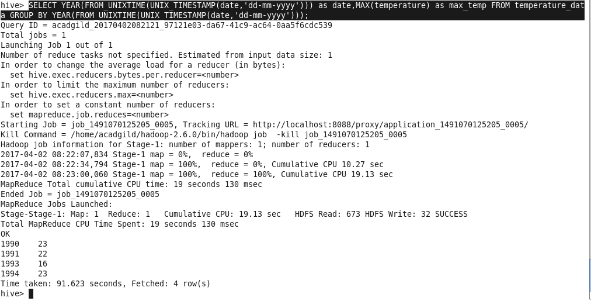 hive> SELECT YEAR(FROM_UNIXTIME(UNIX_TIMESTAMP(date,'dd-mm-yyyy'))) as date,MAX(temperature) as max_temp FROM temperature_dat
a GROUP BY YEAR(FROM_UNIXTIME(UNIX_TIMESTAMP(date,'dd-mm-yyyy')));
Query ID = acadgild_20170402082121_97121e03-da67-41c9-ac64-0aa5f6cdc539
Total jobs = 1
Launching Job 1 out of 1
Number of reduce tasks not specified. Estimated from input data size: 1
In order to change the average load for a reducer (in bytes):
  set hive.exec.reducers.bytes.per.reducer=<number>
In order to limit the maximum number of reducers:
  set hive.exec.reducers.max=<number>
In order to set a constant number of reducers:
  set mapreduce.job.reduces=<number>
Starting Job = job_1491070125205_0005, Tracking URL = http://localhost:8088/proxy/application_1491070125205_0005/
Kill Command = /home/acadgild/hadoop-2.6.0/bin/hadoop job  -kill job_1491070125205_0005
Hadoop job information for Stage-1: number of mappers: 1; number of reducers: 1
2017-04-02 08:22:07,834 Stage-1 map = 0%,  reduce = 0%
2017-04-02 08:22:34,794 Stage-1 map = 100%,  reduce = 0%, Cumulative CPU 10.27 sec
2017-04-02 08:23:00,060 Stage-1 map = 100%,  reduce = 100%, Cumulative CPU 19.13 sec
MapReduce Total cumulative CPU time: 19 seconds 130 msec
Ended Job = job_1491070125205_0005
MapReduce Jobs Launched:
Stage-Stage-1: Map: 1  Reduce: 1   Cumulative CPU: 19.13 sec   HDFS Read: 673 HDFS Write: 32 SUCCESS
Total MapReduce CPU Time Spent: 19 seconds 130 msec
OK
1990    23
1991    22
1993    16
1994    23
Time taken: 91.623 seconds, Fetched: 4 row(s)
hive>